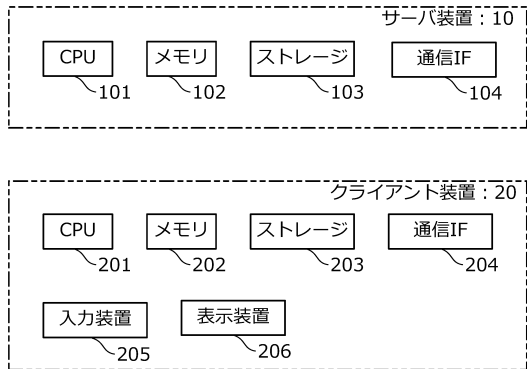 サーバ装置：10
CPU メモリ ストレージ 通信IF
101 102 103 104
クライアント装置：20
CPU メモリ ストレージ 通信IF
201 202 203 204
入力装置 表示装置
205 206